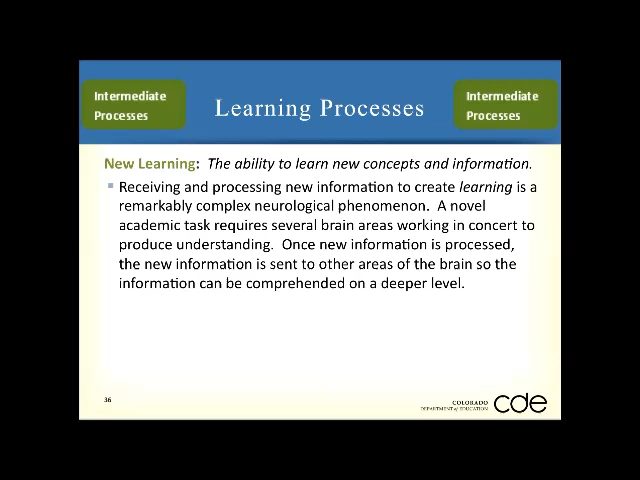 Intermediate
Processes
Learning Processes
Intermediate
Processes
New Learning: The ability to learn new concepts and information.
Receiving and processing new information to create learning is a
remarkably complex neurological phenomenon. A novel
academic task requires several brain areas working in concert to
produce understanding. Once new information is processed,
the new information is sent to other areas of the brain so the
information can be comprehended on a deeper level.
36
COLORADO
DEPARTMENT of EDUCATION
cde